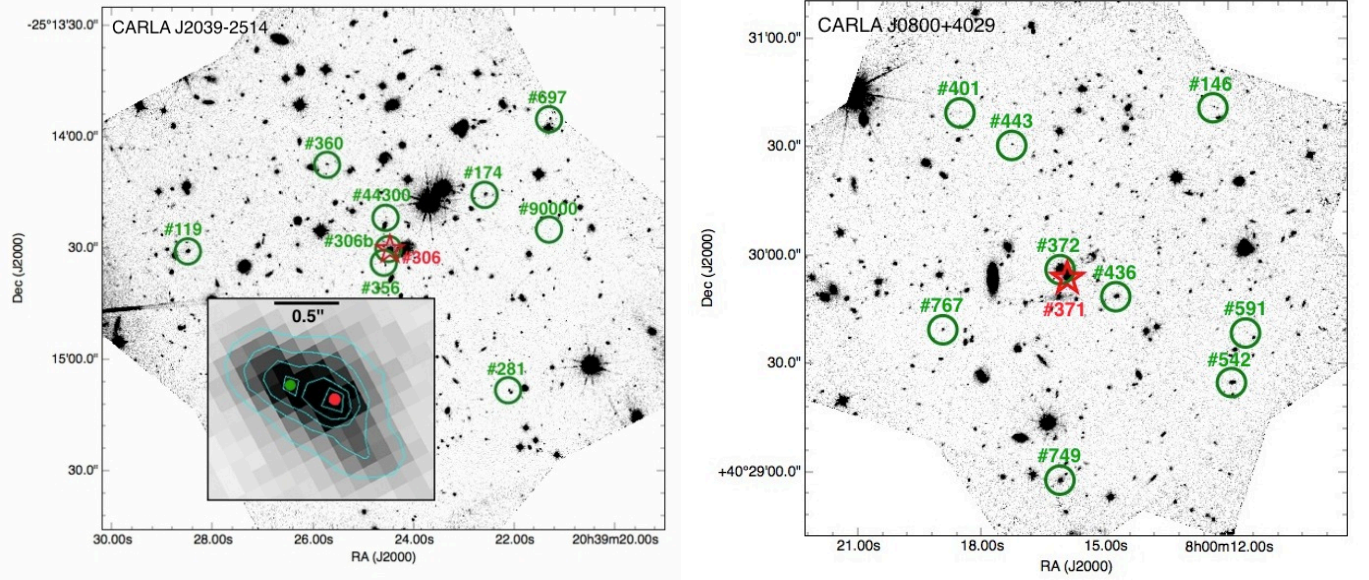 CARLA J2039-2514
-25°13'30.0"
14'00.0"
30.0"
15'00.0"
30.0"
Dec (J2000)
#697
#360
#174
#44300
#90000
#119
#306b
#306
#356
#281
0.5"
30.00s
28.00s
26.00s
24.00s
22.00s
20h39m20.00s
RA (J2000)
CARLA J0800+4029
31'00.0"
30.0"
30'00.0"
30.0"
+40°29'00.0"
Dec (J2000)
#401
#146
#443
#372
#436
#371
#767
#591
#542
#749
21.00s
18.00s
15.00s
8h00m12.00s
RA (J2000)